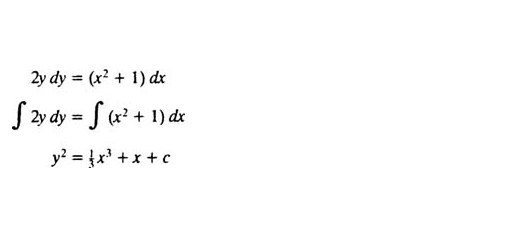 2y dy = (x² + 1) dx
∫ 2y dy = ∫ (x² + 1) dx
y² = ⅓x³ + x + c